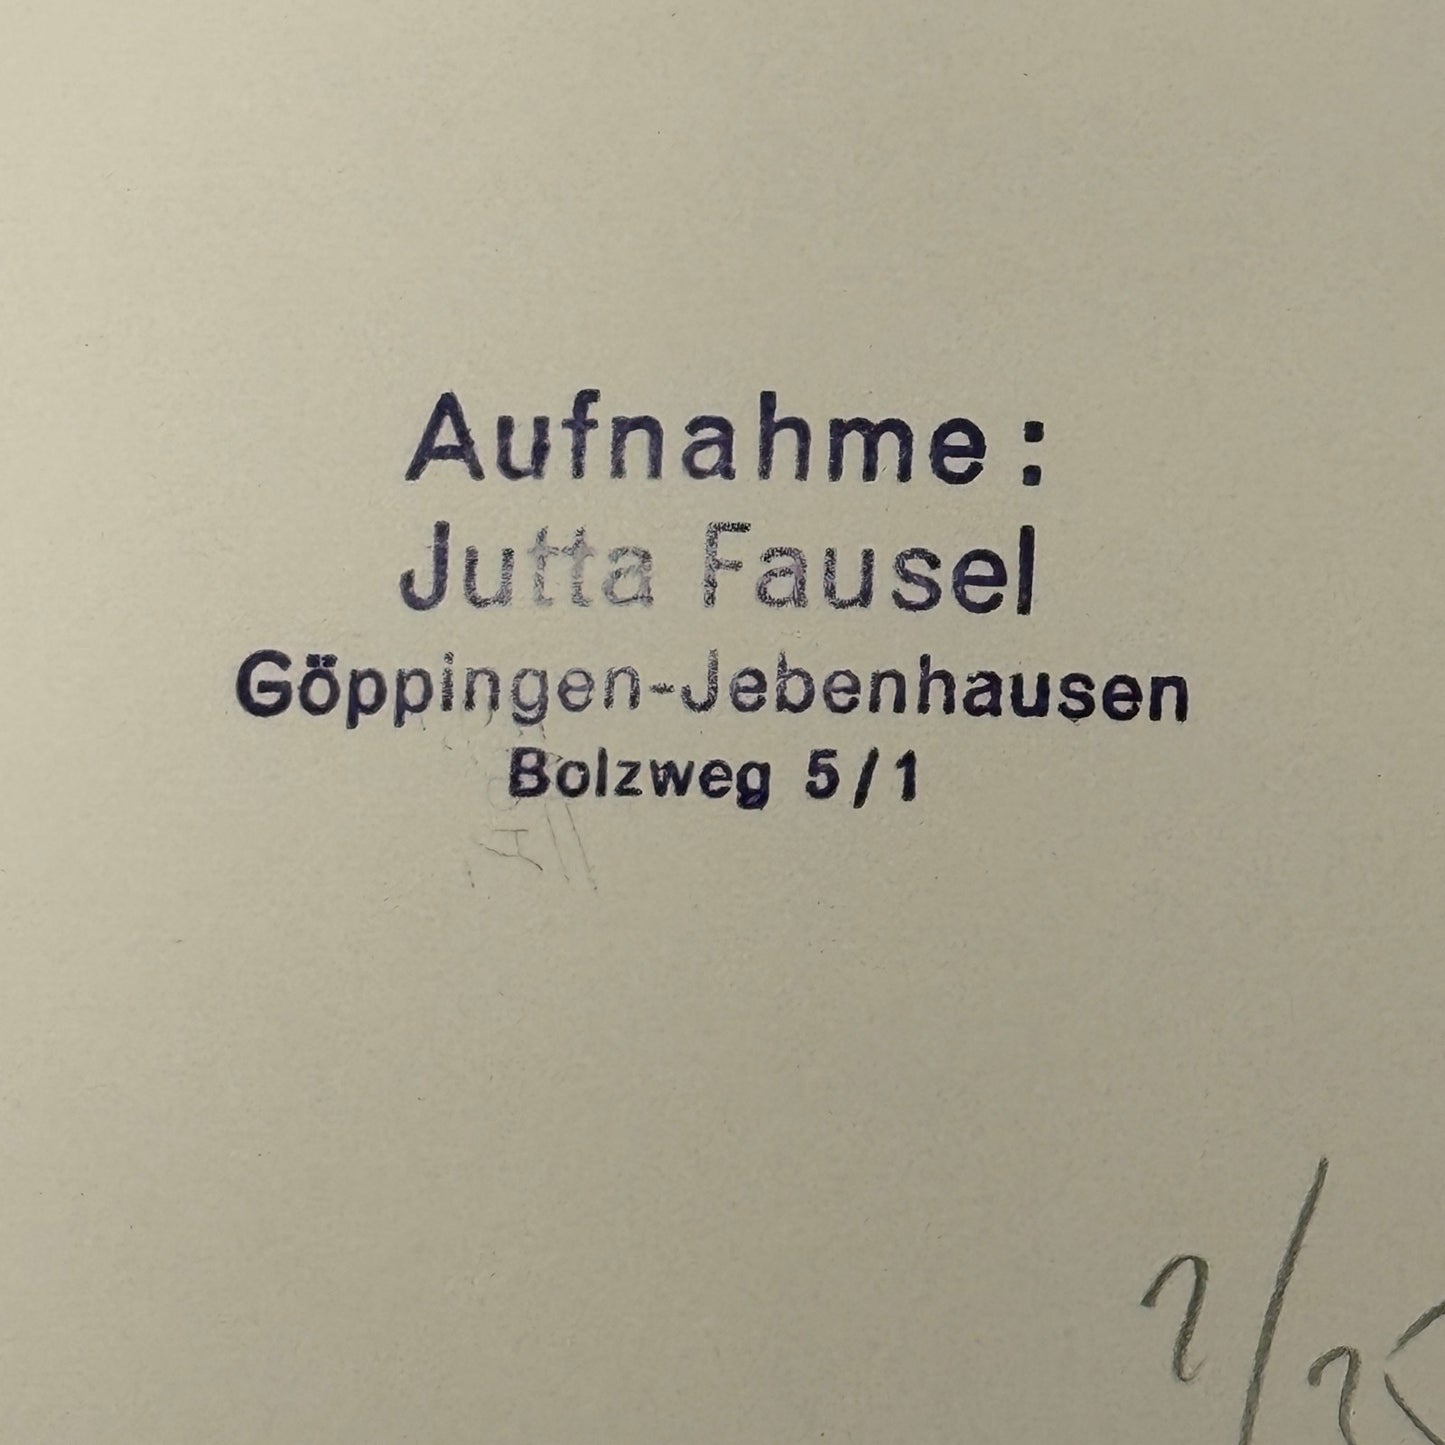 Aufnahme:
Jutta Fausel
Göppingen-Jebenhausen
Bolzweg 5/1